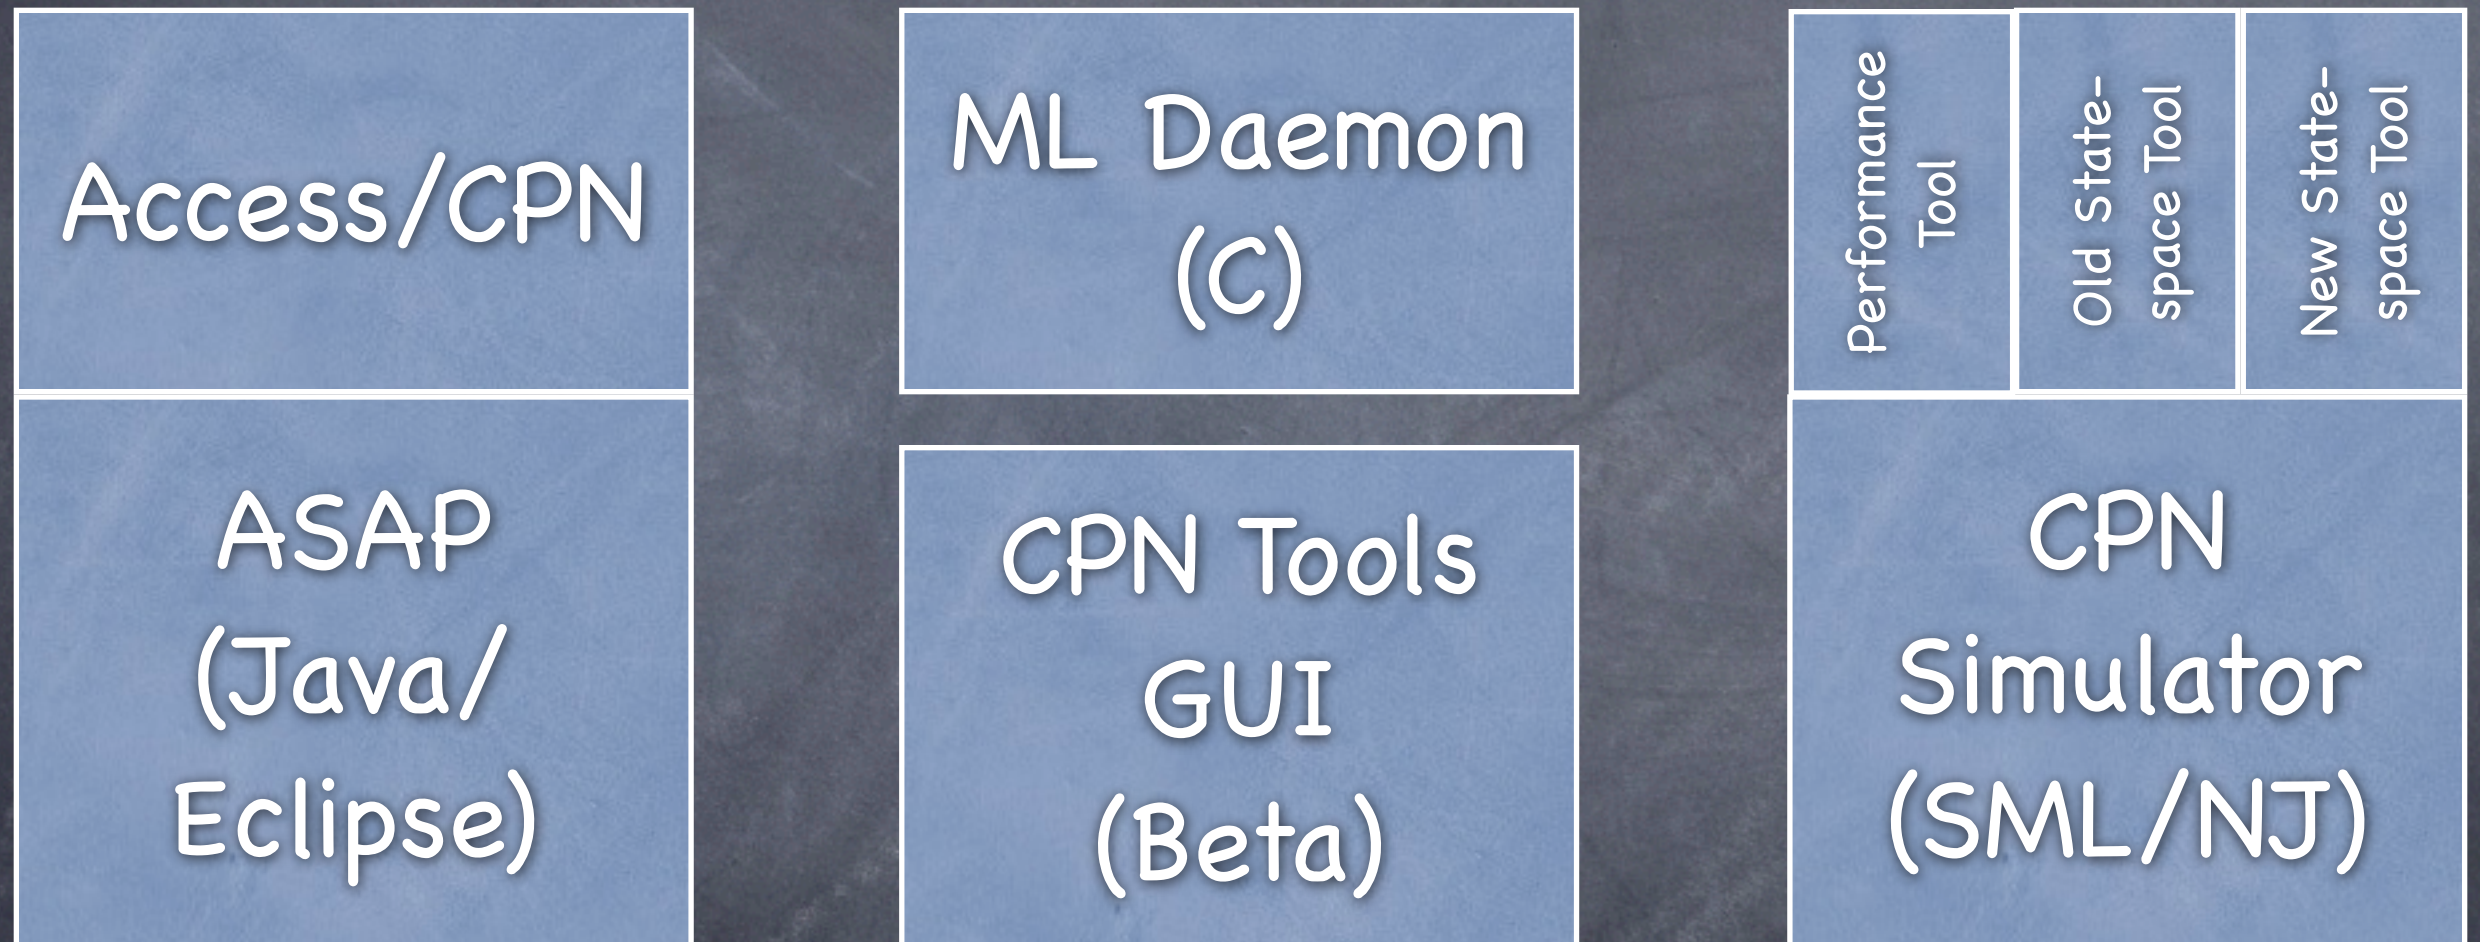 Access/CPN
ML Daemon
(C)
Performance
Tool
Old State-
space Tool
New State-
space Tool
ASAP
(Java/
Eclipse)
CPN Tools
GUI
(Beta)
CPN
Simulator
(SML/NJ)